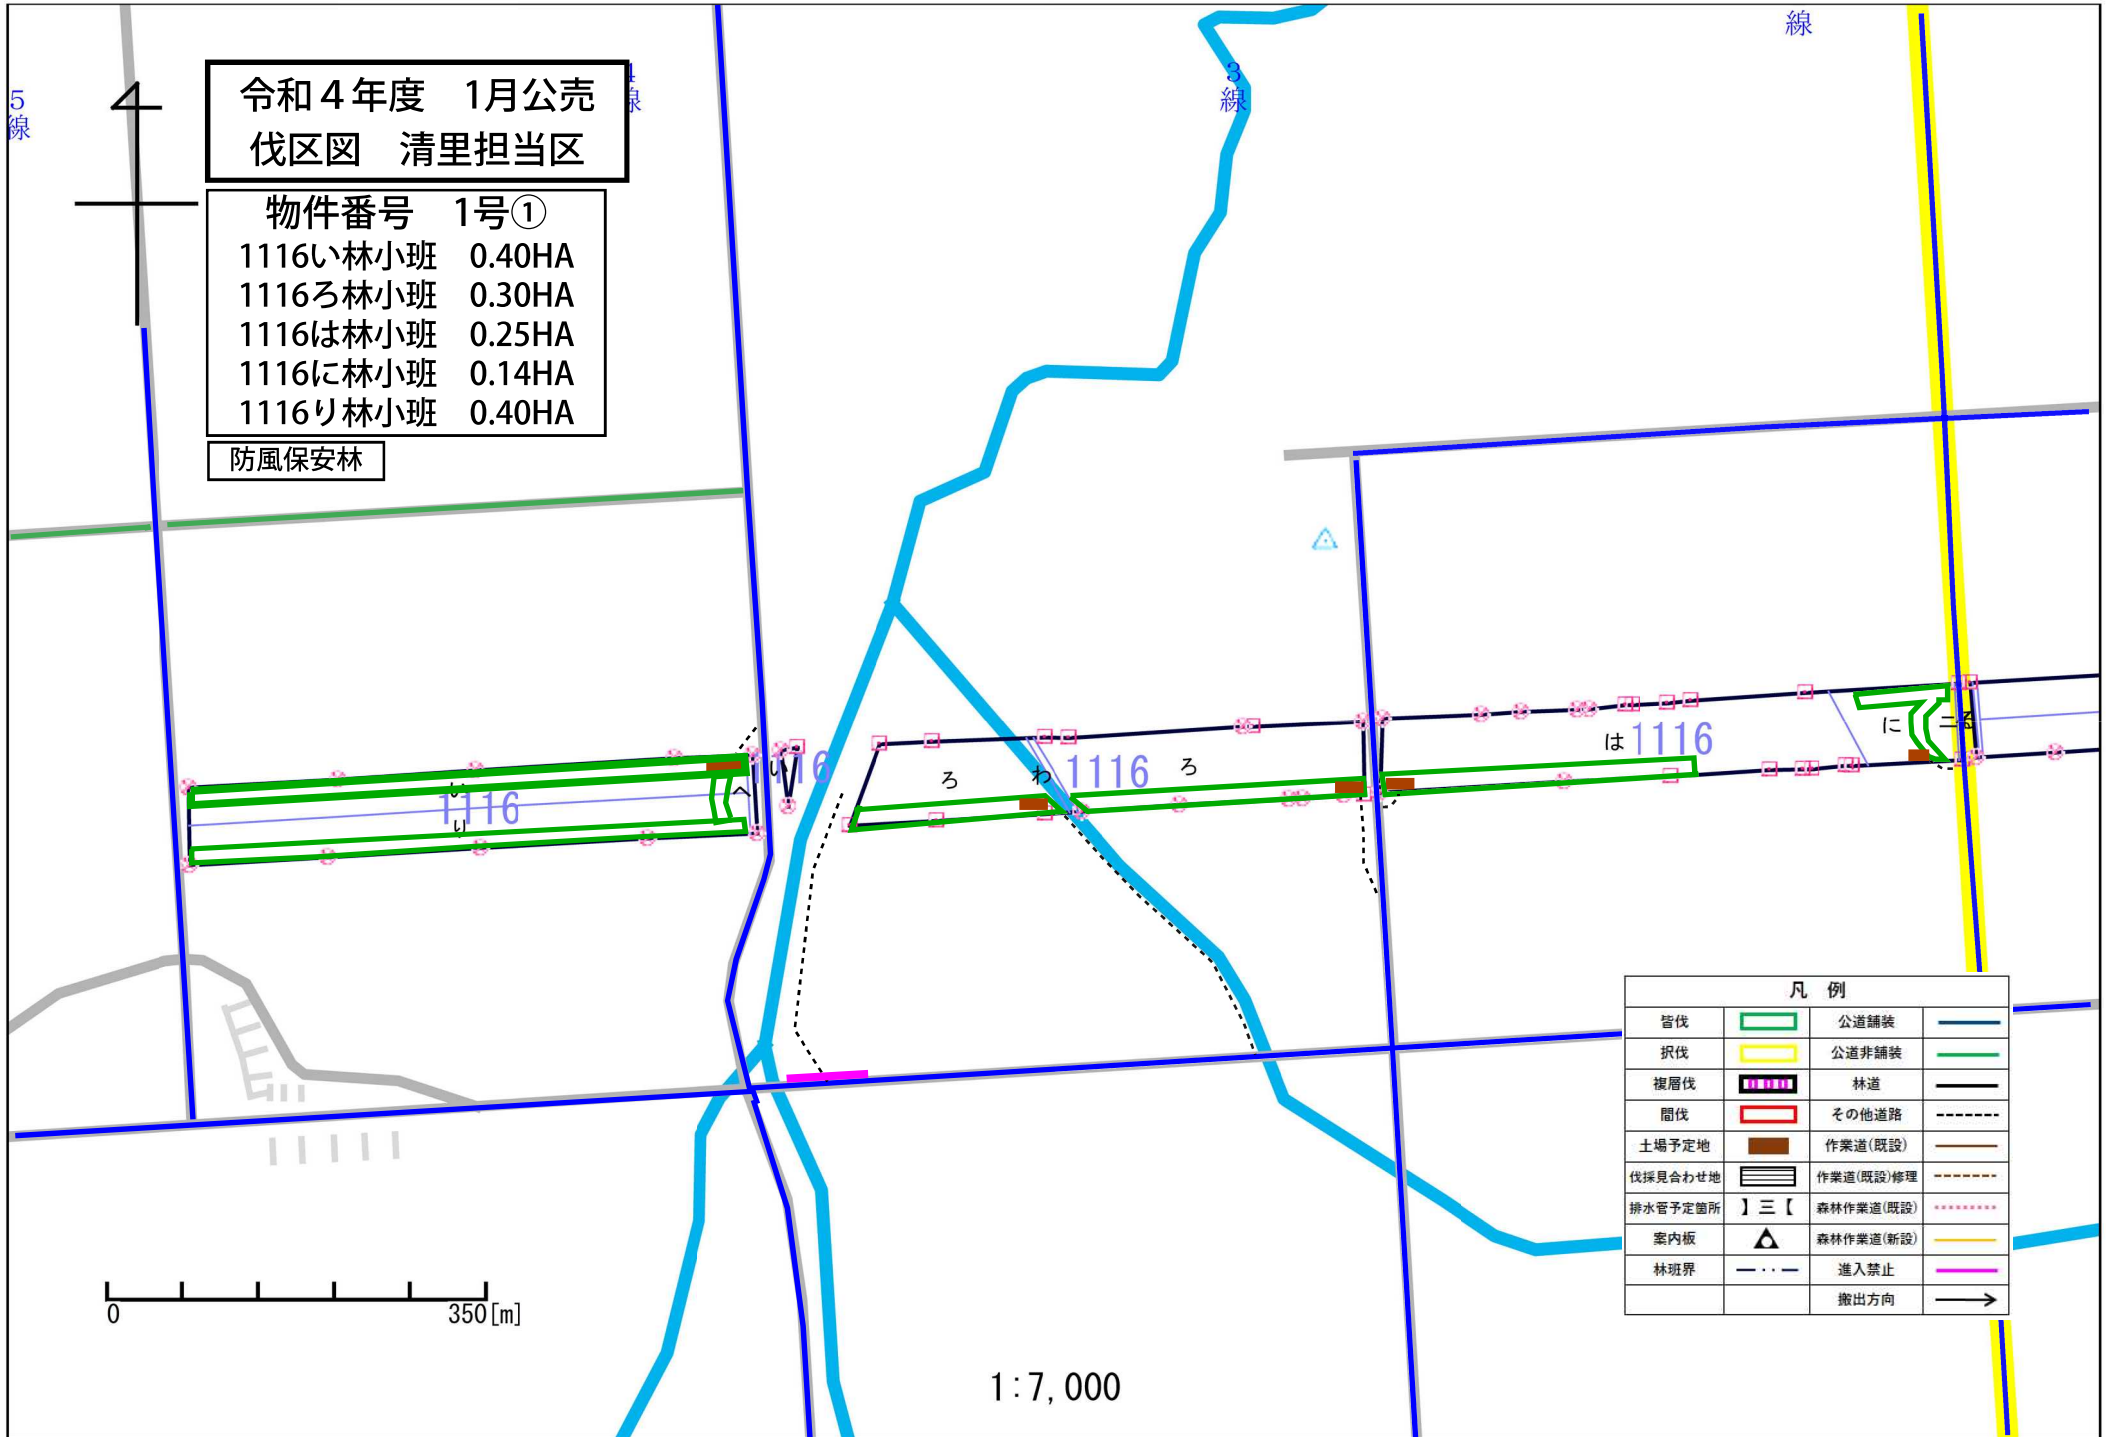 令和４年度　1月公売
伐区図　清里担当区
物件番号　1号①
1116い林小班　0.40HA
1116ろ林小班　0.30HA
1116は林小班　0.25HA
1116に林小班　0.14HA
1116り林小班　0.40HA
防風保安林
5線
4線
3線
線
い
1116
り
へ
い
1116
ろ
わ
1116
ろ
は
1116
に
ニ
る
0
350[m]
1:7,000
凡　例
皆伐　公道舗装
択伐　公道非舗装
複層伐　林道
間伐　その他道路
土場予定地　作業道(既設)
伐採見合わせ地　作業道(既設)修理
排水管予定箇所　】三【　森林作業道(既設)
案内板　森林作業道(新設)
林班界　進入禁止
搬出方向